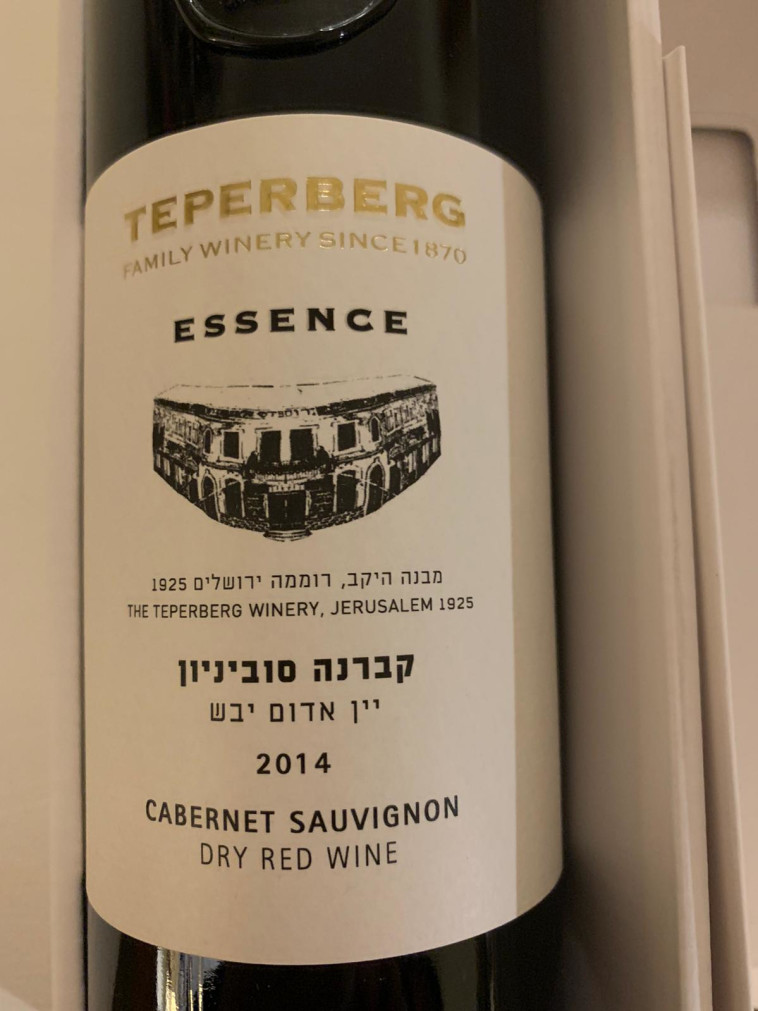 TEPERBERG
FAMILY WINERY SINCE 1870
ESSENCE
מבנה היקב, רוממה ירושלים 1925
THE TEPERBERG WINERY, JERUSALEM 1925
קברנה סוביניון
יין אדום יבש
2014
CABERNET SAUVIGNON
DRY RED WINE